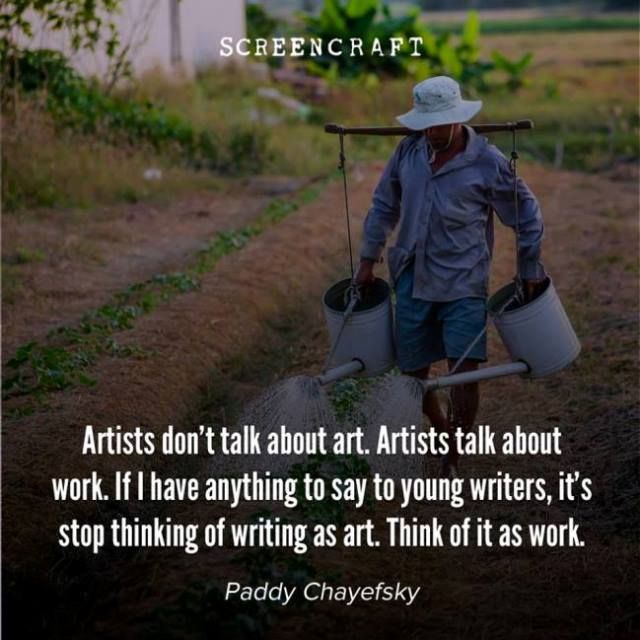 SCREENCRAFT
Artists don't talk about art. Artists talk about
work. If I have anything to say to young writers, it's
stop thinking of writing as art. Think of it as work.
Paddy Chayefsky